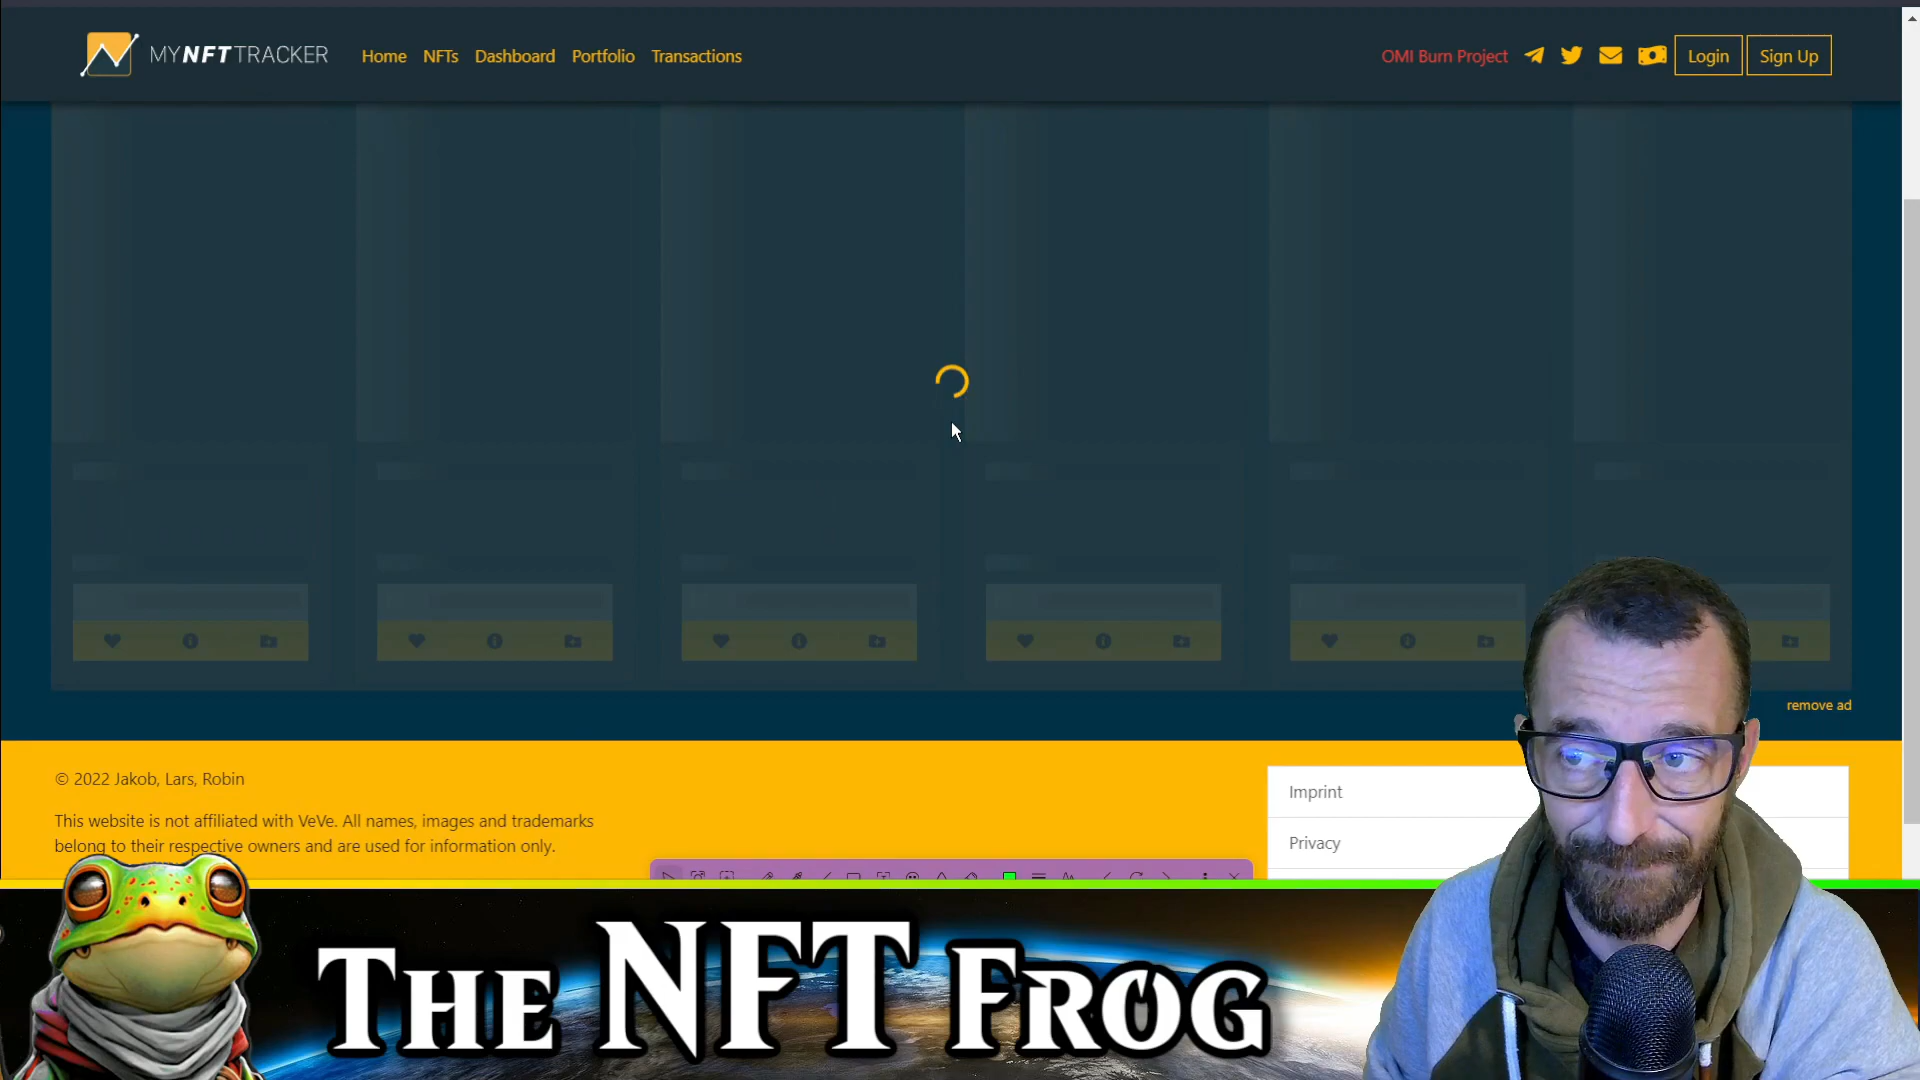 MYNFTTRACKER Home NFTs Dashboard Portfolio Transactions OMI Burn Project Login Sign Up
remove ad
© 2022 Jakob, Lars, Robin
Imprint
This website is not affiliated with VeVe. All names, images and trademarks
belong to their respective owners and are used for information only.
Privacy
THE NFT FROG